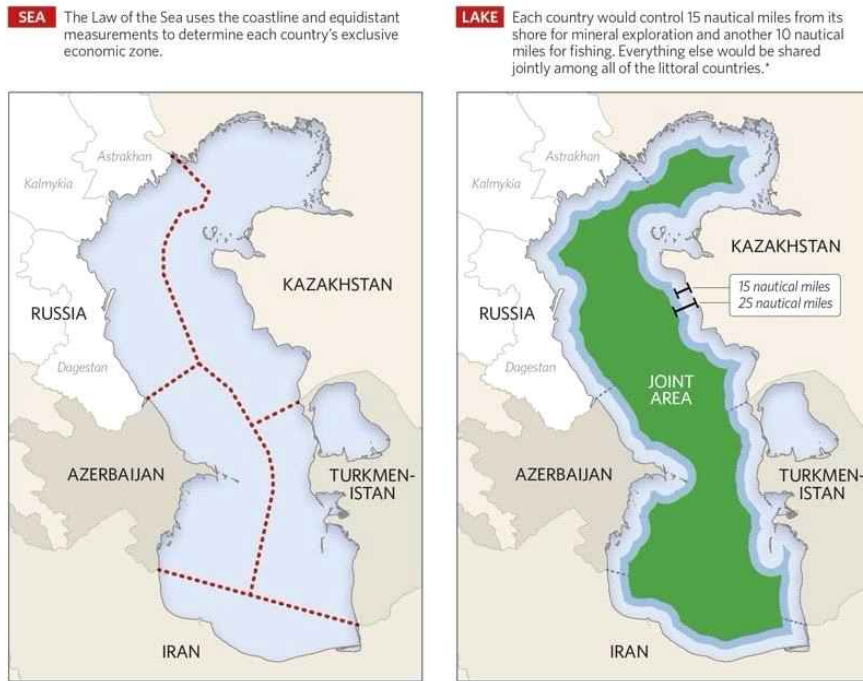 SEA
The Law of the Sea uses the coastline and equidistant
measurements to determine each country's exclusive
economic zone.
Astrakhan
Kalmykia
KAZAKHSTAN
RUSSIA
Dagestan
AZERBAIJAN
TURKMEN-
ISTAN
IRAN
LAKE
Each country would control 15 nautical miles from its
shore for mineral exploration and another 10 nautical
miles for fishing. Everything else would be shared
jointly among all of the littoral countries.*
Astrakhan
Kalmykia
KAZAKHSTAN
15 nautical miles
25 nautical miles
RUSSIA
Dagestan
JOINT
AREA
AZERBAIJAN
TURKMEN-
ISTAN
IRAN